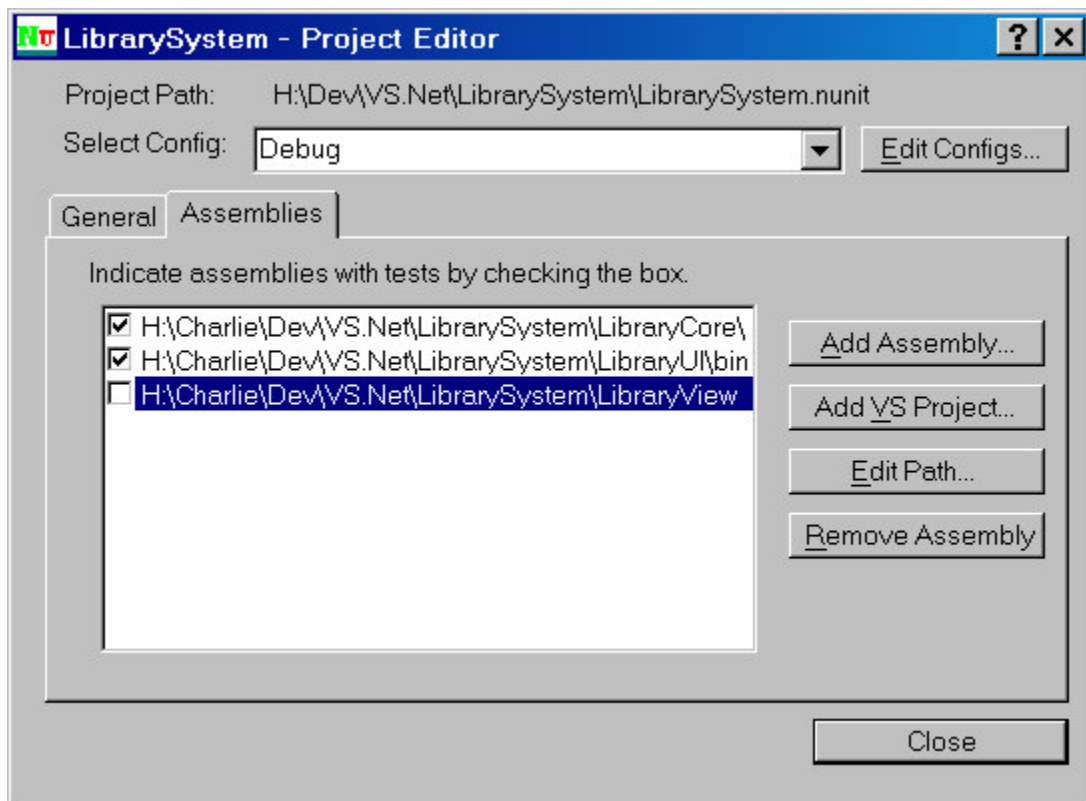 NU LibrarySystem - Project Editor ?
Project Path: H:\Dev\VS.Net\LibrarySystem\LibrarySystem.nunit
Select Config: Debug Edit Configs...
General Assemblies
Indicate assemblies with tests by checking the box.
H:\Charlie\Dev\VS.Net\LibrarySystem\LibraryCore\
H:\Charlie\Dev\VS.Net\LibrarySystem\LibraryUI\bin
H:\Charlie\Dev\VS.Net\LibrarySystem\LibraryView
Add Assembly...
Add VS Project...
Edit Path...
Remove Assembly
Close